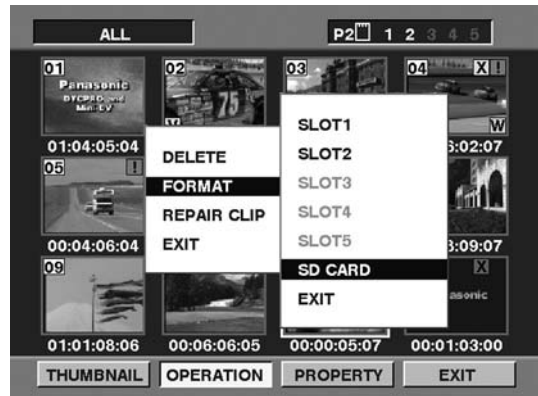 ALL
P2 1 2 3 4 5
01
Panasonic
DVCPRO and
Mini-DV
01:04:05:04
02
75
03
04 X !
W
3:02:07
05 !
00:04:06:04
3:09:07
09
01:01:08:06
00:06:06:05
00:00:05:07
X
asonic
00:01:03:00
DELETE
FORMAT
REPAIR CLIP
EXIT
SLOT1
SLOT2
SLOT3
SLOT4
SLOT5
SD CARD
EXIT
THUMBNAIL
OPERATION
PROPERTY
EXIT